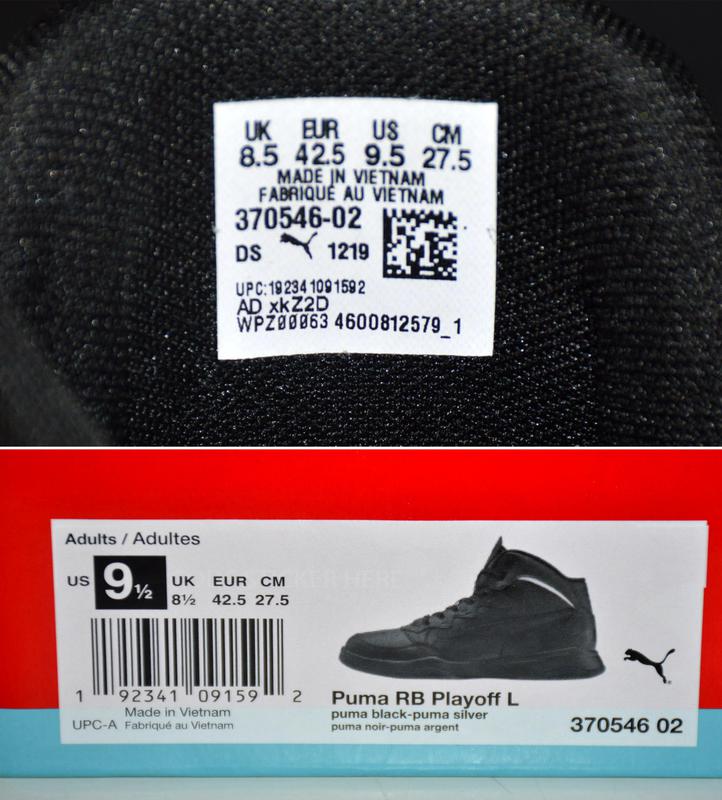 UK EUR US CM
8.5 42.5 9.5 27.5
MADE IN VIETNAM
FABRIQUÉ AU VIETNAM
370546-02
DS 1219
UPC:192341091592
AD xkZ2D
WPZ00063 4600812579_1
Adults / Adultes
US 9½ UK EUR CM
8½ 42.5 27.5
1 92341 09159 2
Made in Vietnam
UPC-A Fabriqué au Vietnam
Puma RB Playoff L
puma black-puma silver
puma noir-puma argent
370546 02